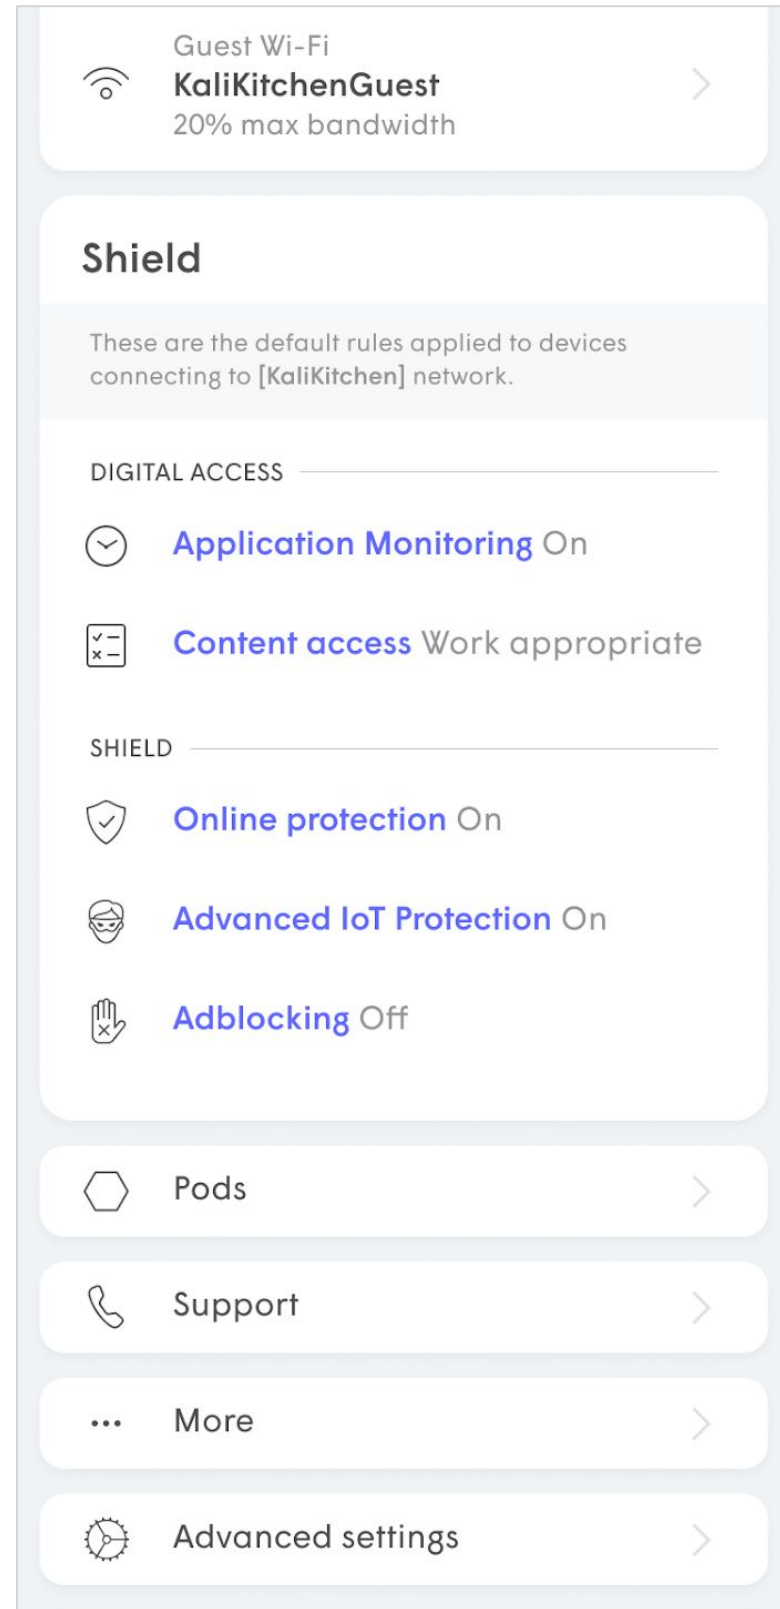 Guest Wi-Fi
KaliKitchenGuest
20% max bandwidth
Shield
These are the default rules applied to devices
connecting to [KaliKitchen] network.
DIGITAL ACCESS
Application Monitoring On
Content access Work appropriate
SHIELD
Online protection On
Advanced IoT Protection On
Adblocking Off
Pods
Support
More
Advanced settings